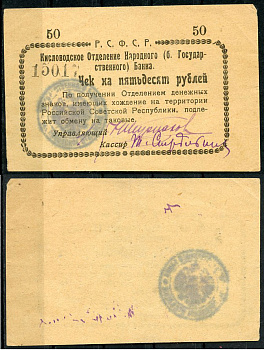 50 50
Р. С. Ф. С. Р.
Кисловодское Отделение Народного (б. Государ-
ственного) Банка.
Чек на пятьдесят рублей
По получении Отделением денежных
знаков, имеющих хождение на территории
Российской Советской Республики, подле-
жит обмену на таковые.
Управляющий
Кассир